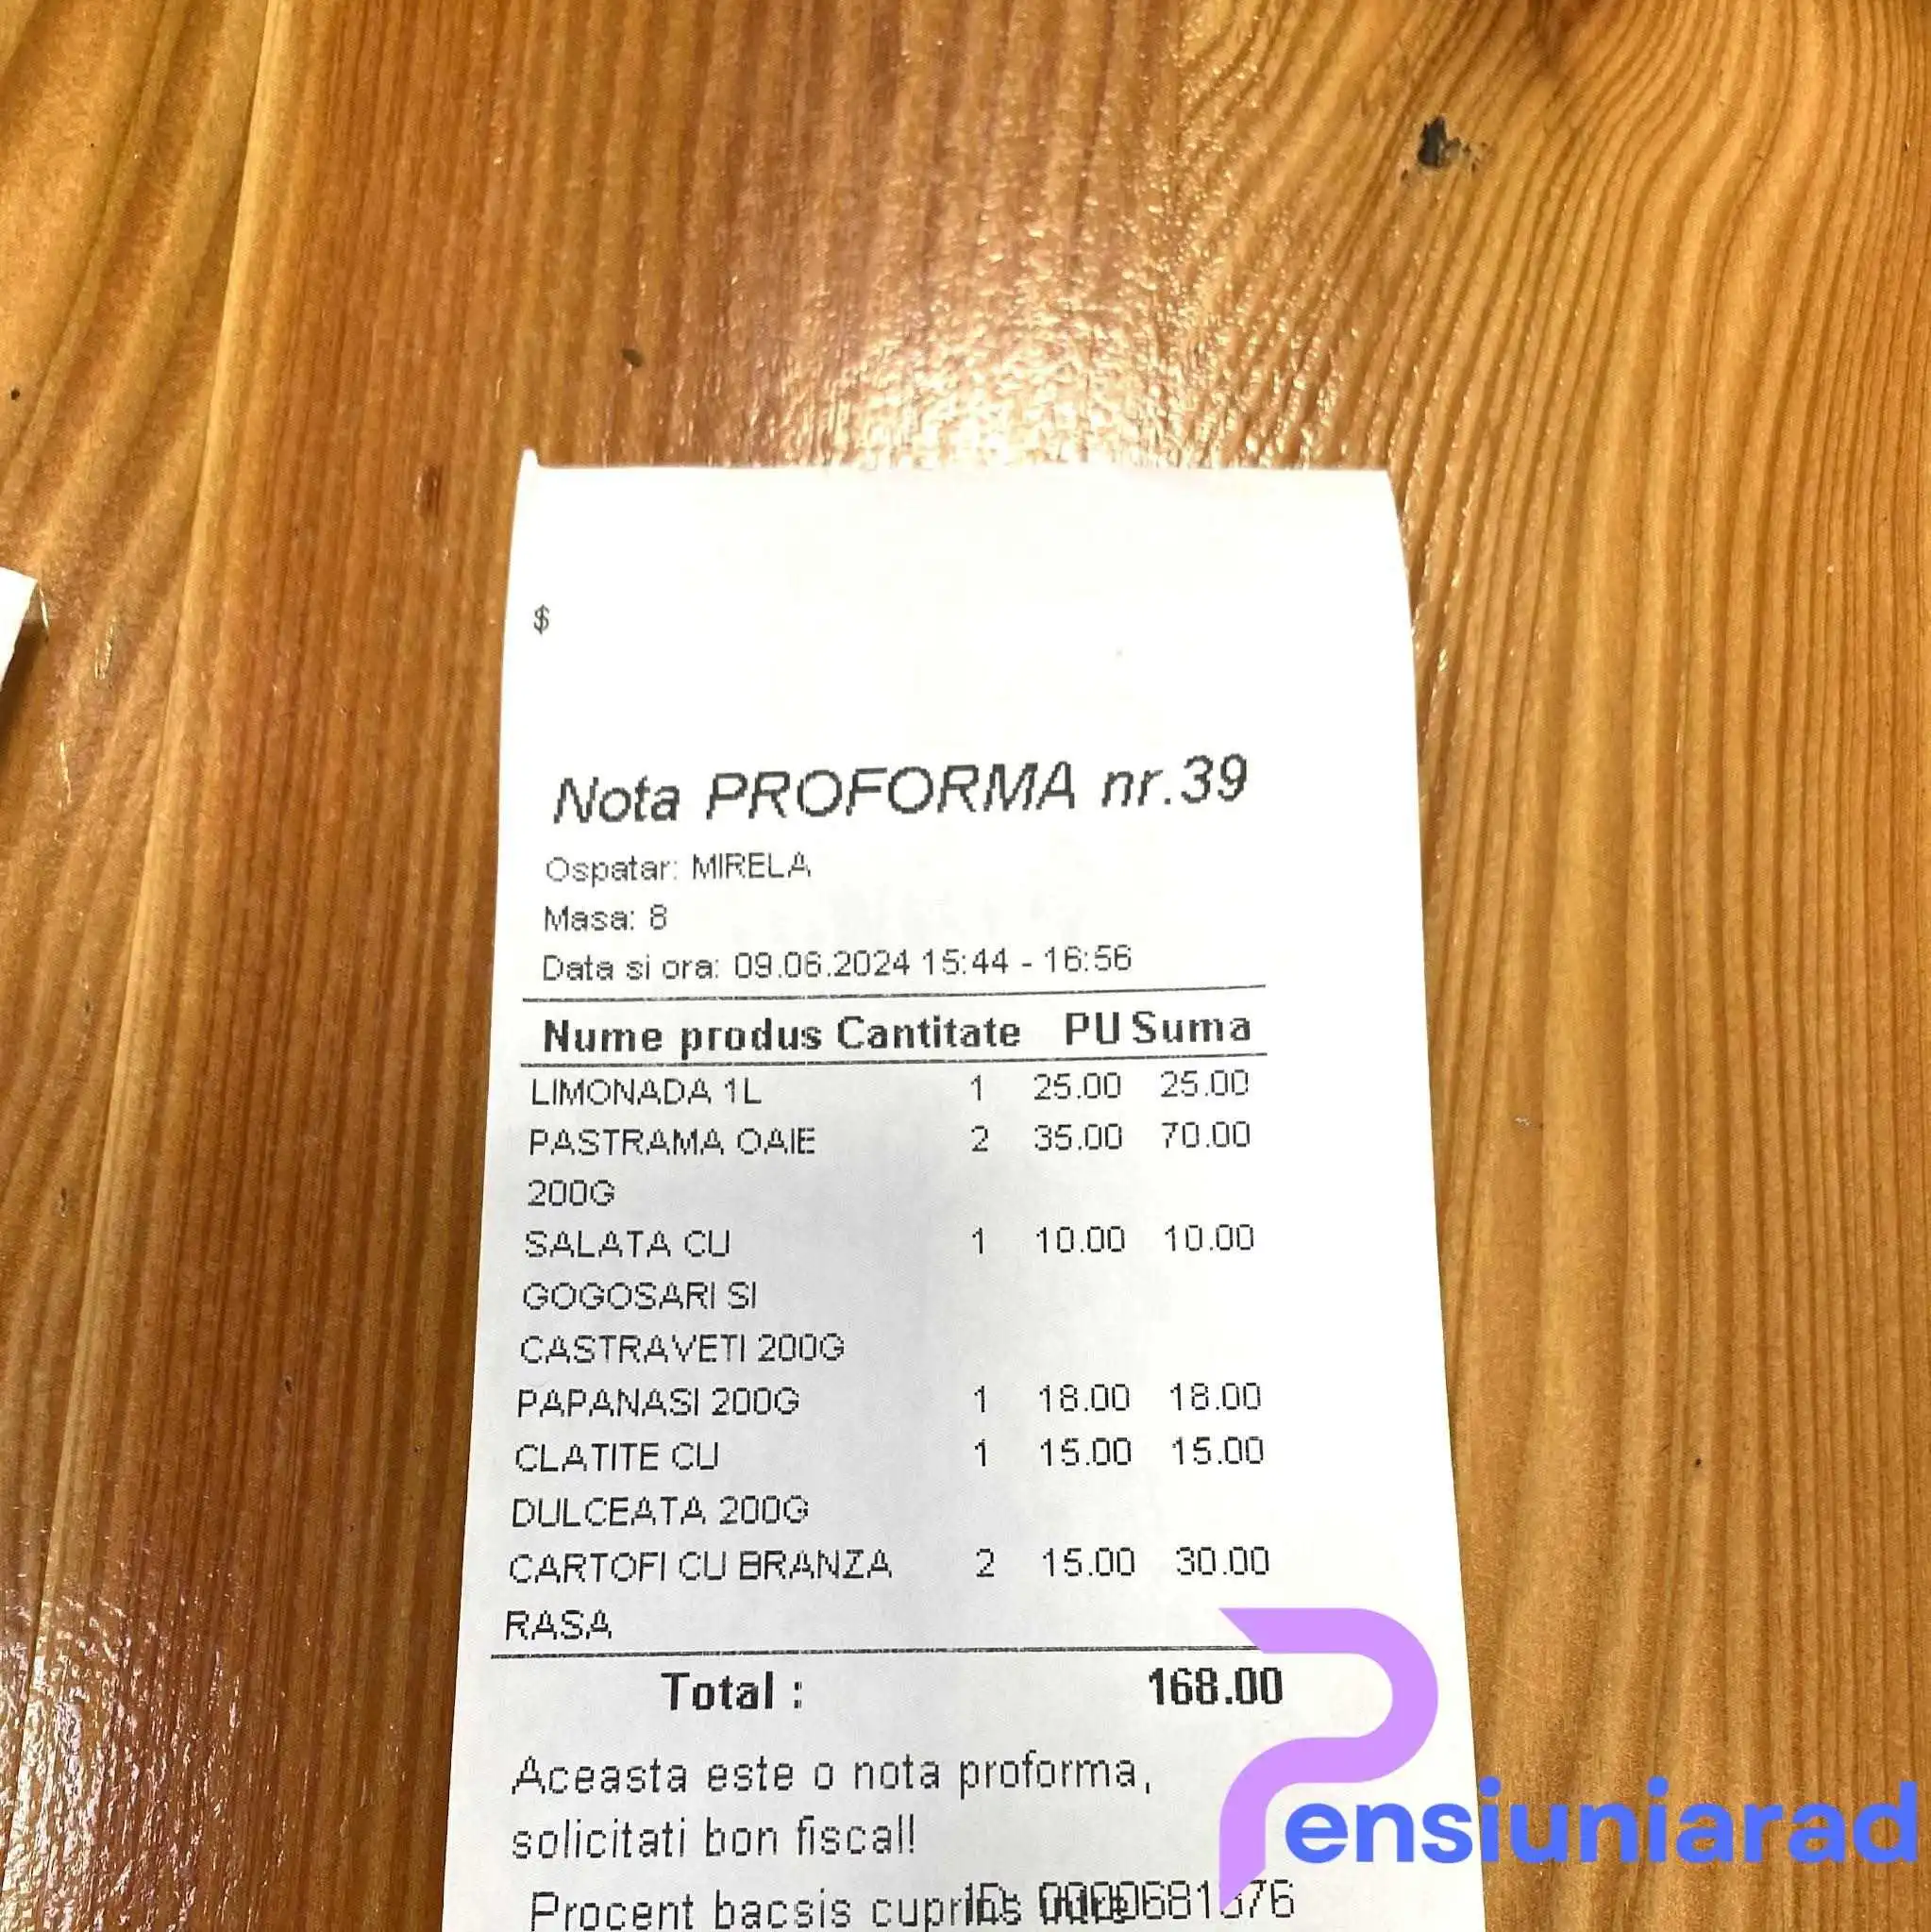 $
Nota PROFORMA nr.39
Ospatar: MIRELA
Masa: 8
Data si ora: 09.06.2024 15:44 - 16:56
Nume produs Cantitate PU Suma
LIMONADA 1L 1 25.00 25.00
PASTRAMA OAIE 2 35.00 70.00
200G
SALATA CU 1 10.00 10.00
GOGOSARI SI
CASTRAVETI 200G
PAPANASI 200G 1 18.00 18.00
CLATITE CU 1 15.00 15.00
DULCEATA 200G
CARTOFI CU BRANZA 2 15.00 30.00
RASA
Total : 168.00
Aceasta este o nota proforma,
solicitati bon fiscal!
Procent bacsis
Pensiuniarad